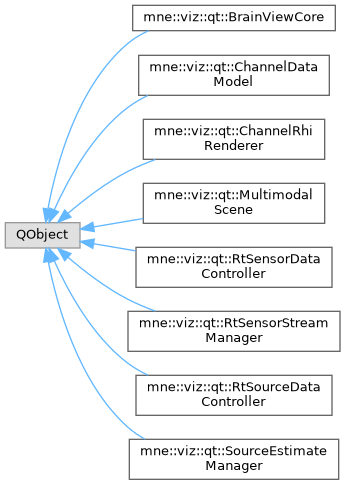 mne::viz::qt::BrainViewCore
mne::viz::qt::ChannelData
Model
mne::viz::qt::ChannelRhi
Renderer
mne::viz::qt::Multimodal
Scene
QObject
mne::viz::qt::RtSensorData
Controller
mne::viz::qt::RtSensorStream
Manager
mne::viz::qt::RtSourceData
Controller
mne::viz::qt::SourceEstimate
Manager